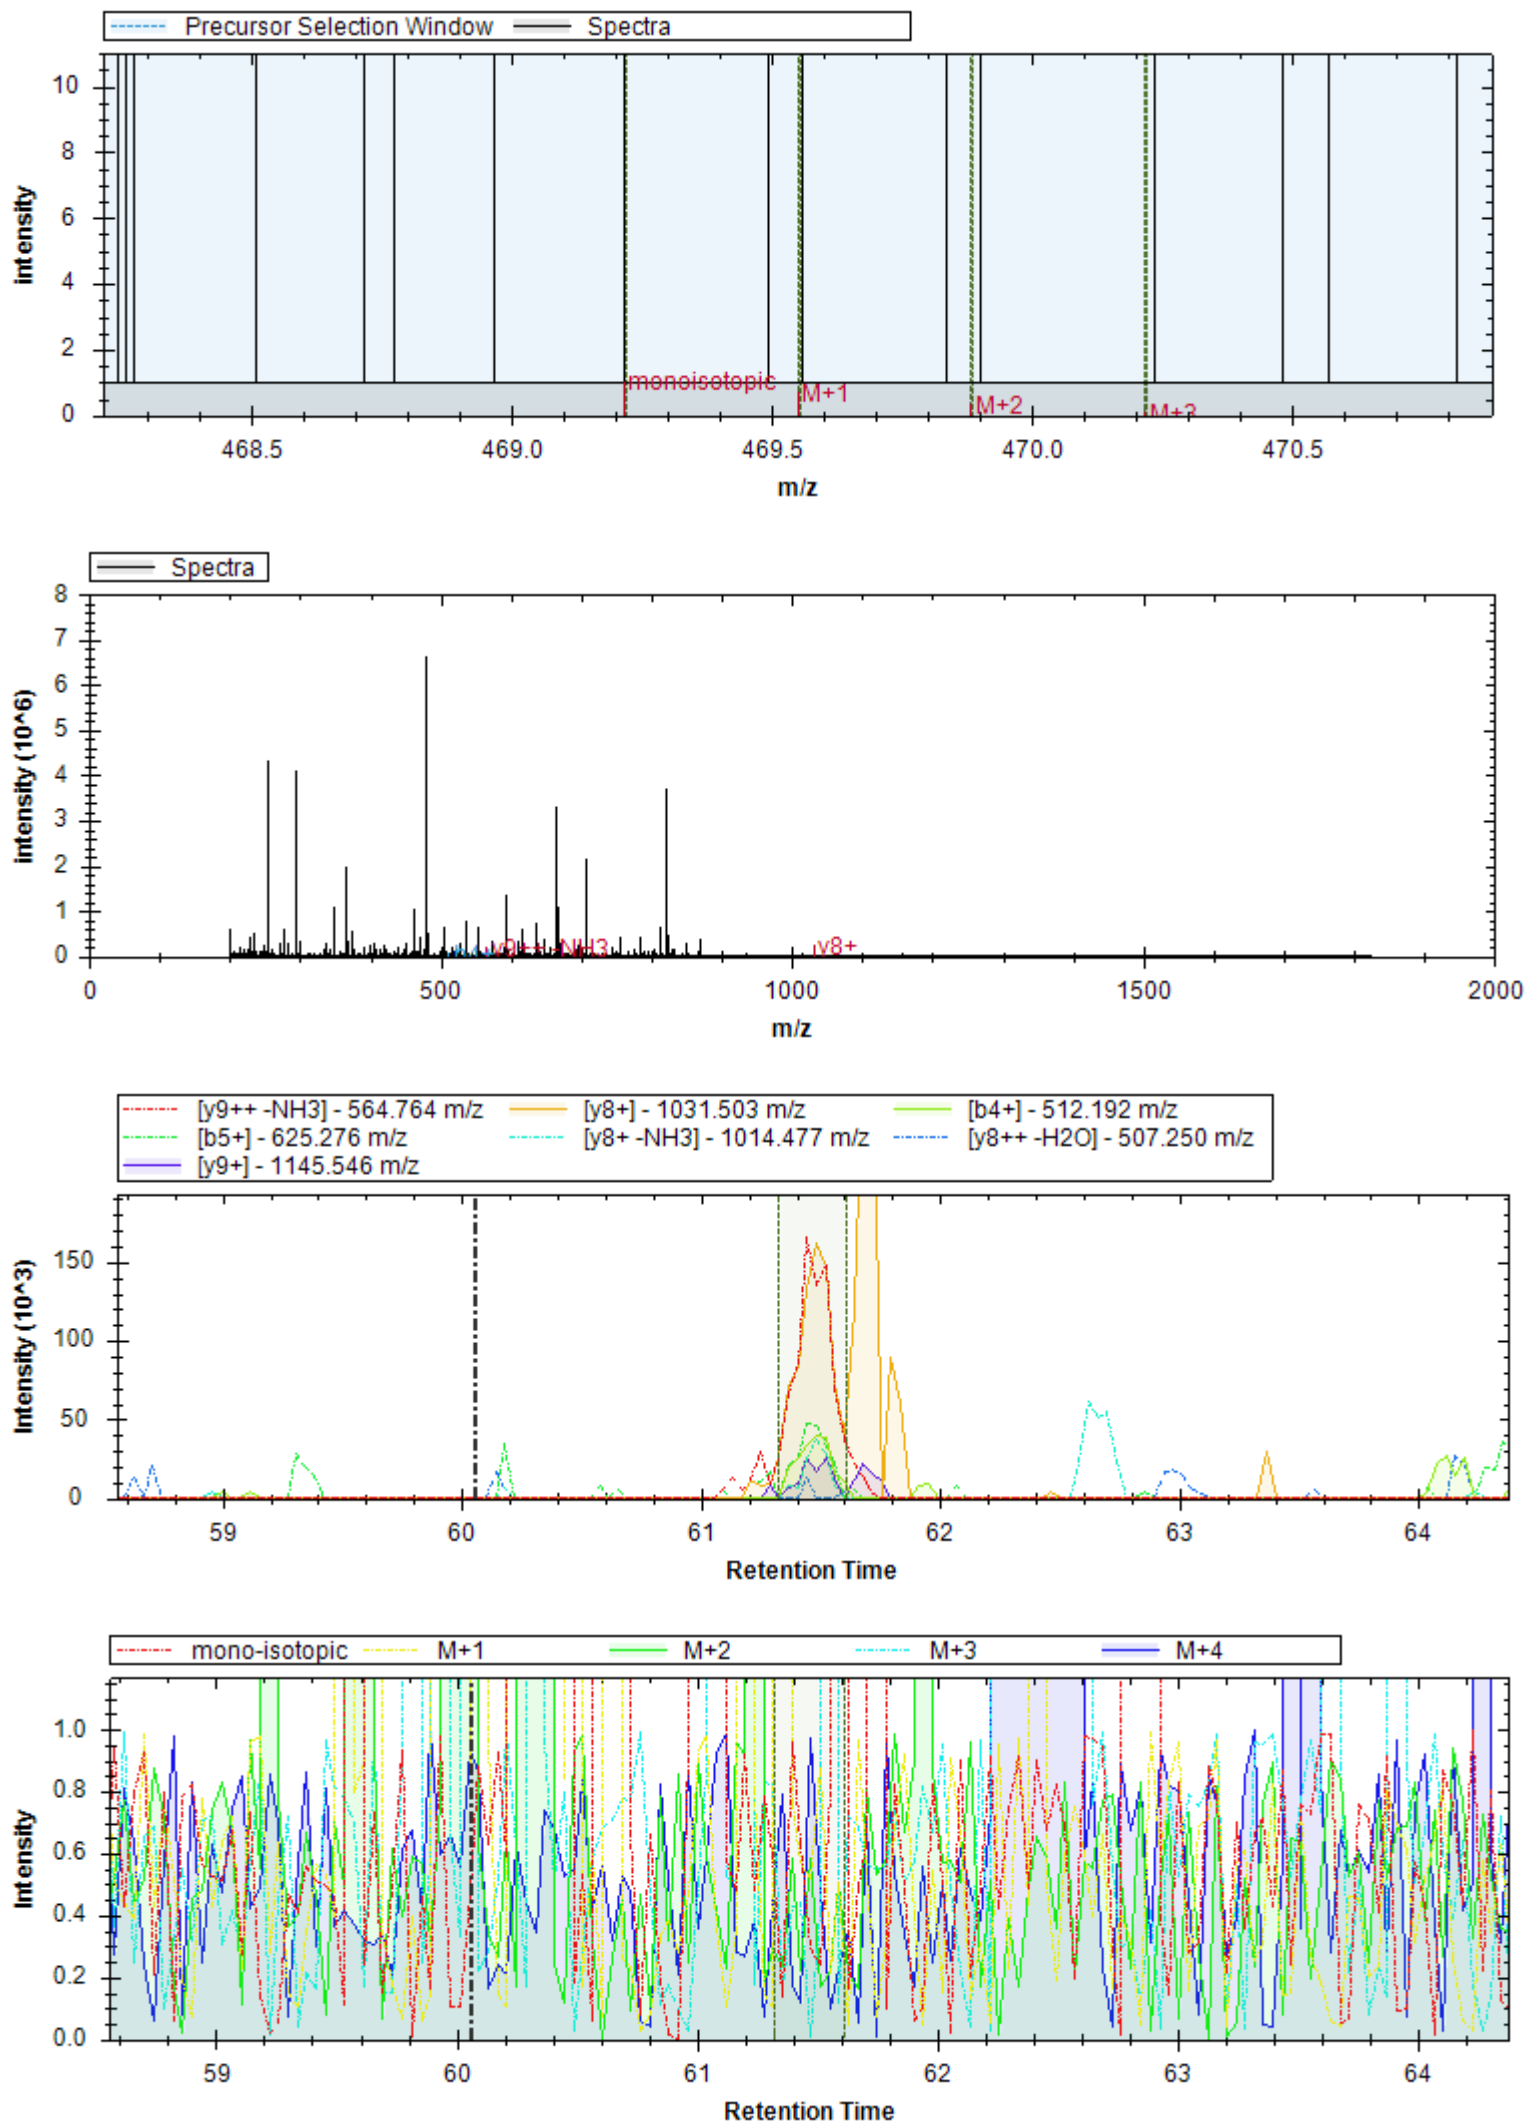 Precursor Selection Window Spectra
10
8
6
4
2
0
intensity
monoisotopic
M+1
M+2
M+3
468.5 469.0 469.5 470.0 470.5
m/z
Spectra
8
7
6
5
4
3
2
1
0
intensity (10^6)
y9++ -NH3
y8+
0 500 1000 1500 2000
m/z
[y9++ -NH3] - 564.764 m/z [y8+] - 1031.503 m/z [b4+] - 512.192 m/z
[b5+] - 625.276 m/z [y8+ -NH3] - 1014.477 m/z [y8++ -H2O] - 507.250 m/z
[y9+] - 1145.546 m/z
150
100
50
0
Intensity (10^3)
59 60 61 62 63 64
Retention Time
mono-isotopic M+1 M+2 M+3 M+4
1.0
0.8
0.6
0.4
0.2
0.0
Intensity
59 60 61 62 63 64
Retention Time